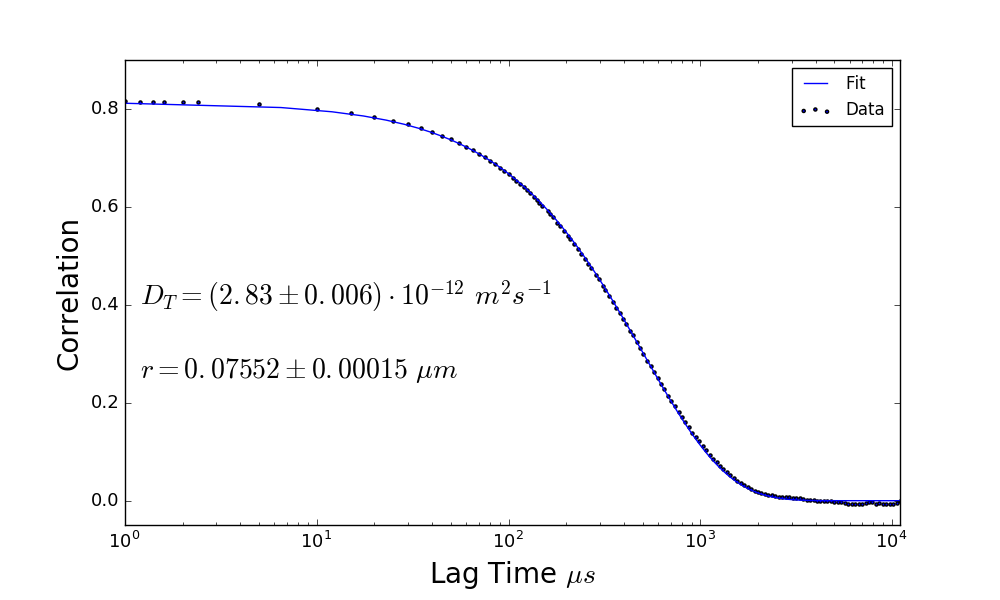 Fit
Data
0.8
0.6
0.4
0.2
0.0
Correlation
D_T = (2.83 ± 0.006) · 10^{-12} m^2 s^{-1}
r = 0.07552 ± 0.00015 μm
10^0 10^1 10^2 10^3 10^4
Lag Time μs